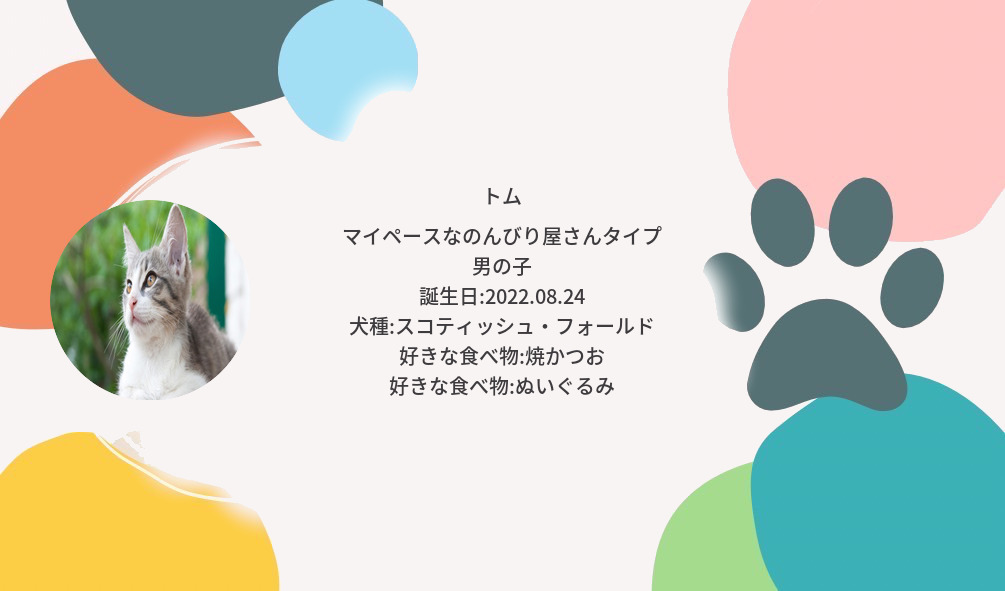 トム
マイペースなのんびり屋さんタイプ
男の子
誕生日:2022.08.24
犬種:スコティッシュ・フォールド
好きな食べ物:焼かつお
好きな食べ物:ぬいぐるみ